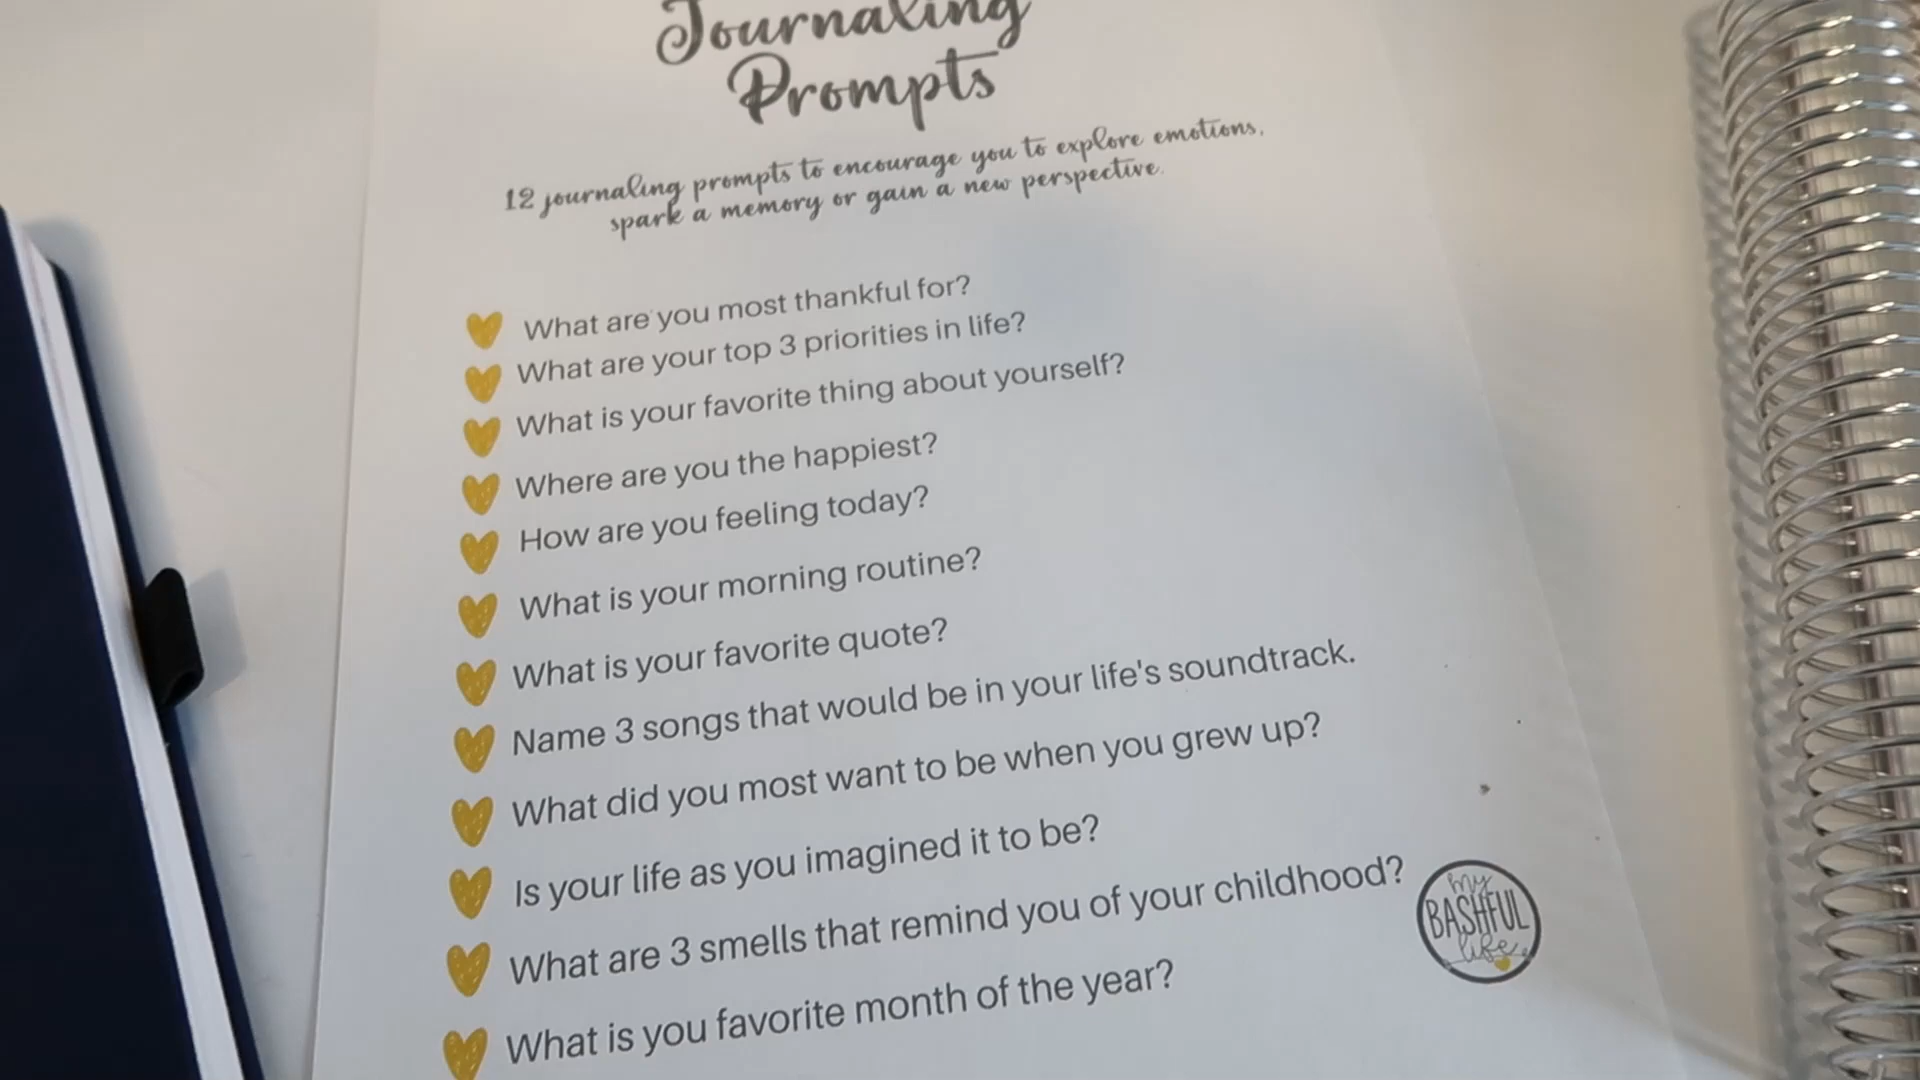 Journaling
Prompts
12 journaling prompts to encourage you to explore emotions,
spark a memory or gain a new perspective.
What are you most thankful for?
What are your top 3 priorities in life?
What is your favorite thing about yourself?
Where are you the happiest?
How are you feeling today?
What is your morning routine?
What is your favorite quote?
Name 3 songs that would be in your life's soundtrack.
What did you most want to be when you grew up?
Is your life as you imagined it to be?
What are 3 smells that remind you of your childhood?
What is you favorite month of the year?
my
BASHFUL
life